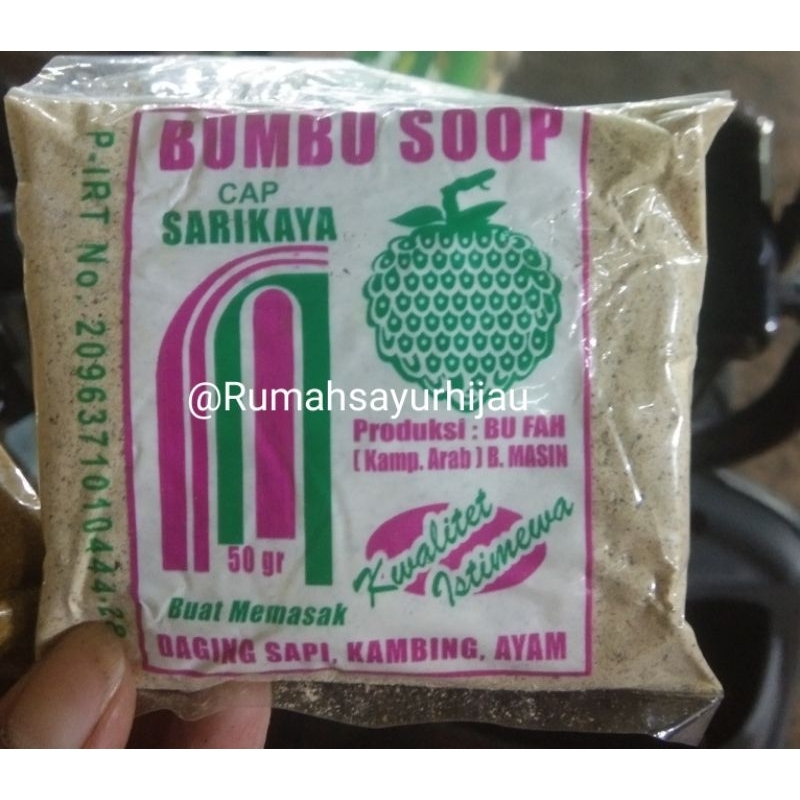 BUMBU SOOP
CAP
SARIKAYA
@Rumahsayurhijau
Produksi : BU FAH
( Kamp. Arab ) R. MASIN
50 gr
Kwalitet
Istimewa
Buat Memasak
DAGING SAPI, KAMBING, AYAM
P-IRT No.